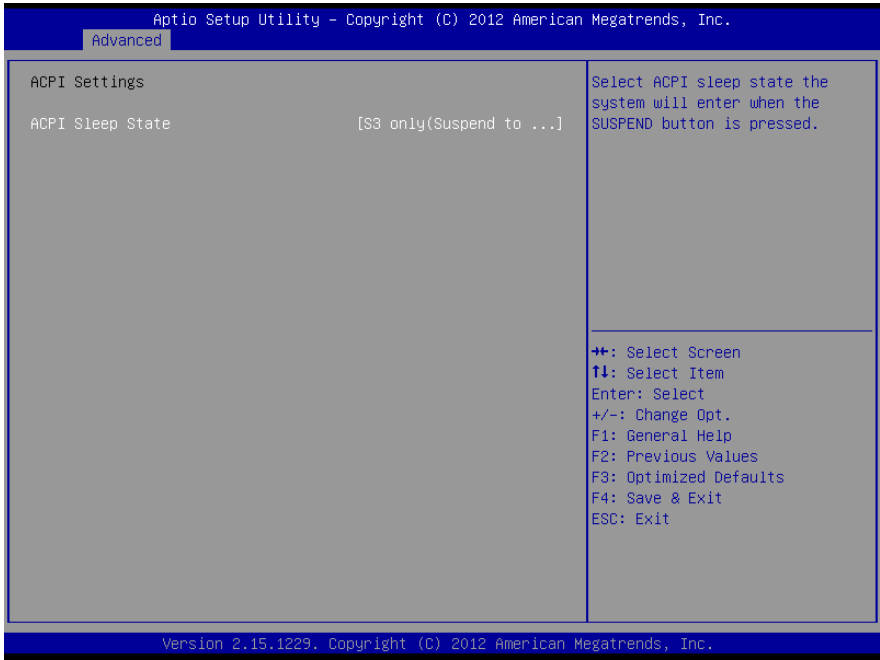 Aptio Setup Utility – Copyright (C) 2012 American Megatrends, Inc.
Advanced
ACPI Settings
ACPI Sleep State [S3 only(Suspend to ...]
Select ACPI sleep state the
system will enter when the
SUSPEND button is pressed.
→←: Select Screen
↑↓: Select Item
Enter: Select
+/-: Change Opt.
F1: General Help
F2: Previous Values
F3: Optimized Defaults
F4: Save & Exit
ESC: Exit
Version 2.15.1229. Copyright (C) 2012 American Megatrends, Inc.